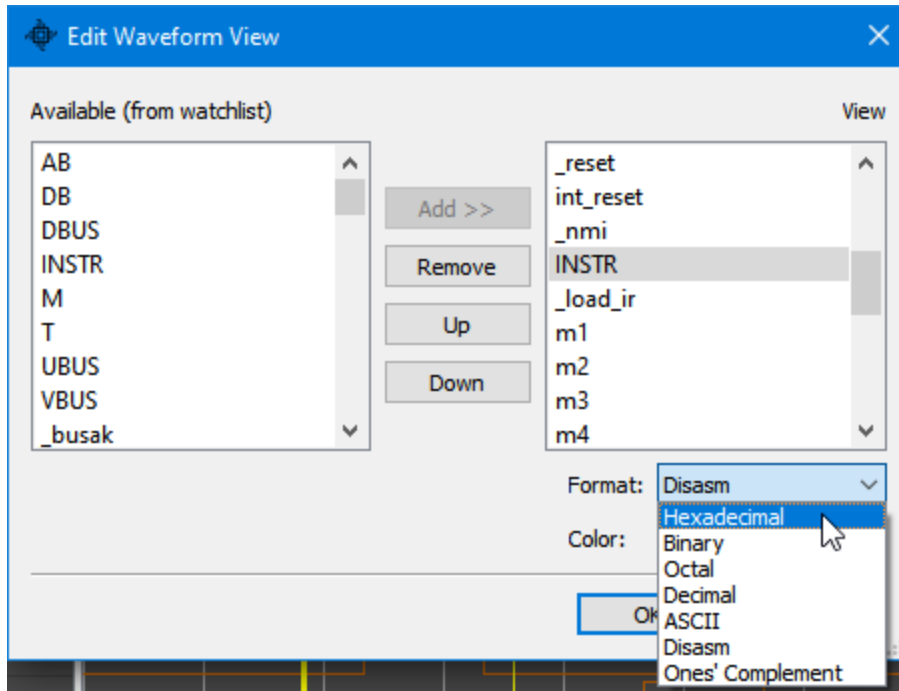 Edit Waveform View
Available (from watchlist)
View
AB
DB
DBUS
INSTR
M
T
UBUS
VBUS
_busak
Add >>
Remove
Up
Down
_reset
int_reset
_nmi
INSTR
_load_ir
m1
m2
m3
m4
Format: Disasm
Hexadecimal
Binary
Octal
Decimal
ASCII
Disasm
Ones' Complement
Color: